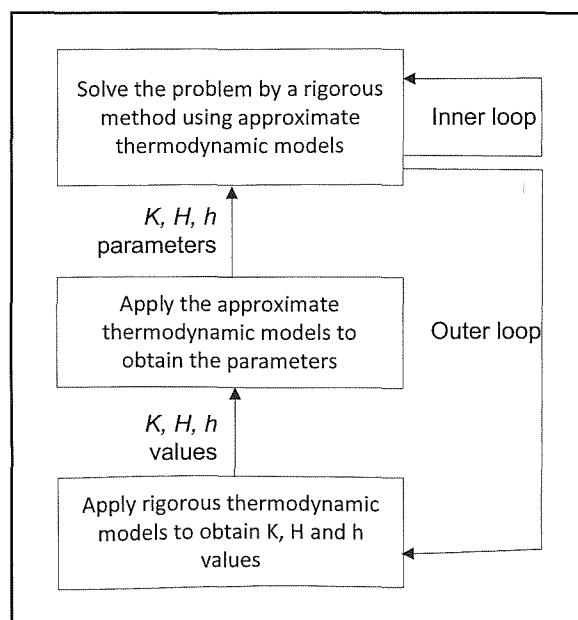 Solve the problem by a rigorous
method using approximate
thermodynamic models
Inner loop
K, H, h
parameters
Apply the approximate
thermodynamic models to
obtain the parameters
Outer loop
K, H, h
values
Apply rigorous thermodynamic
models to obtain K, H and h
values